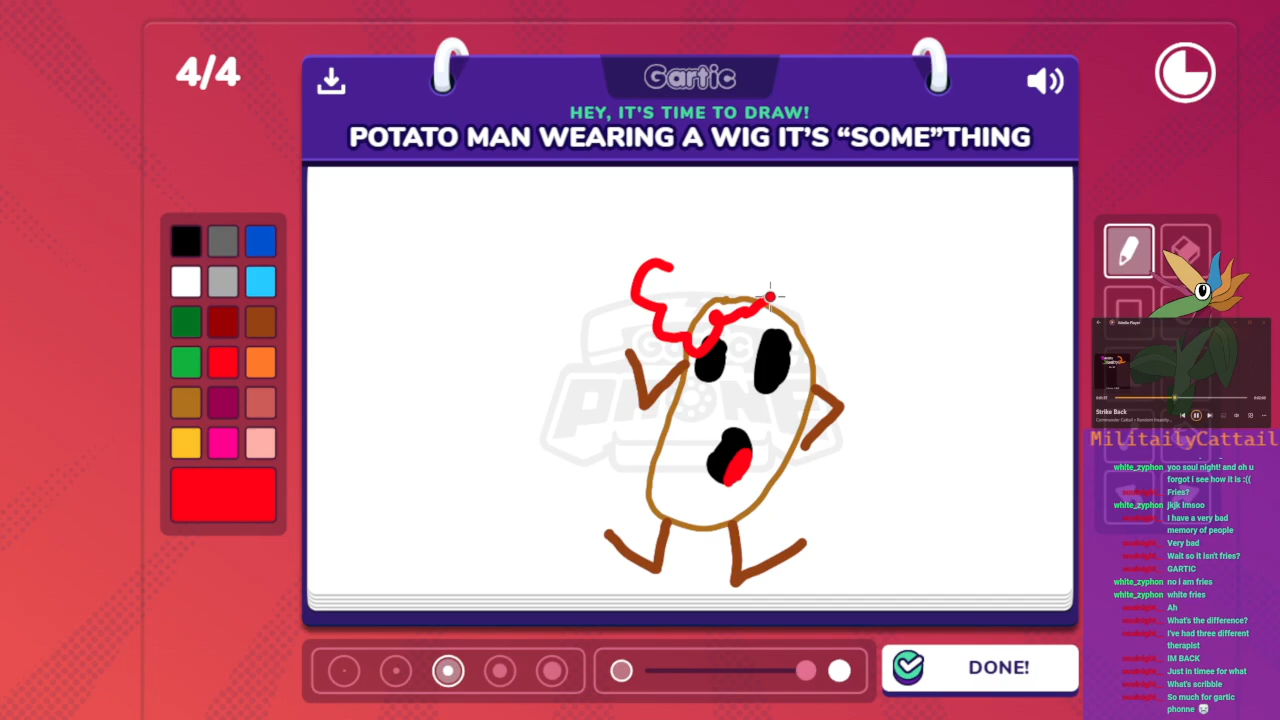 4/4
Gartic
HEY, IT'S TIME TO DRAW!
POTATO MAN WEARING A WIG IT'S “SOME”THING
Gartic
PHONE
Strike Back
MilitailyCattail
white_zyphon yoo soul night! and oh u
forgot i see how it is :((
Fries?
white_zyphon jkjk lmsoo
I have a very bad
memory of people
Very bad
Wait so it isn't fries?
GARTIC
white_zyphon no i am fries
white_zyphon white fries
Ah
What's the difference?
I've had three different
therapist
IM BACK
Just in timee for what
What's scribble
So much for gartic
phonne
DONE!